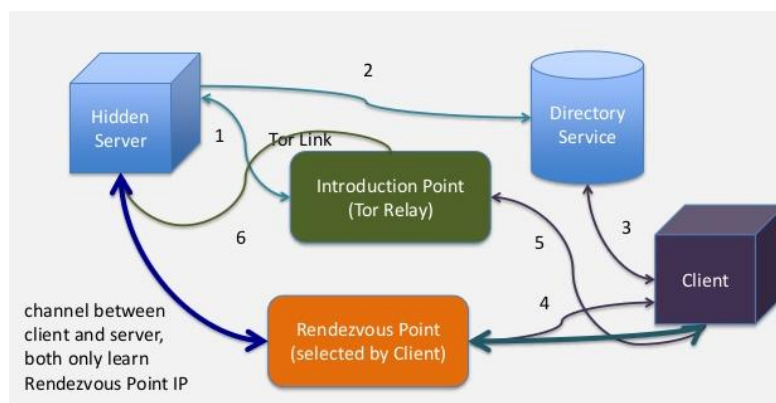 2
Hidden
Server
1
Tor Link
Directory
Service
Introduction Point
(Tor Relay)
6
5
3
Client
4
channel between
client and server,
both only learn
Rendezvous Point IP
Rendezvous Point
(selected by Client)